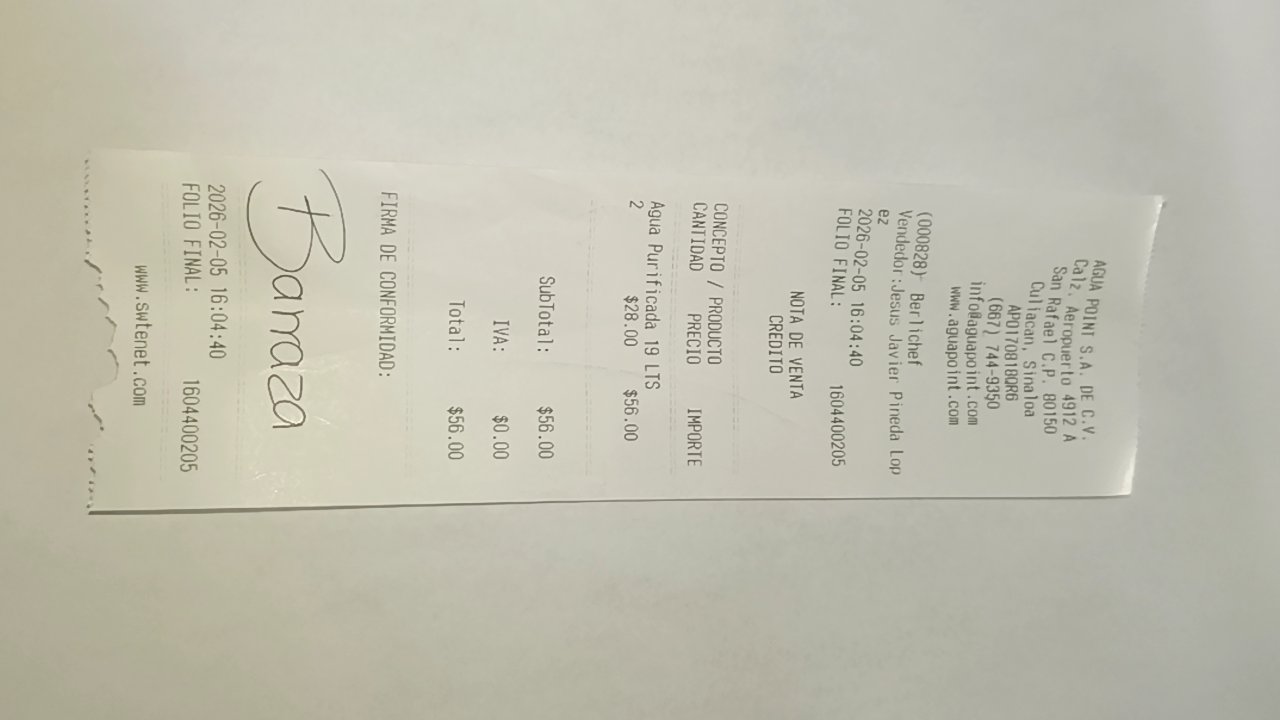 AGUA POINT S.A. DE C.V.
Calz. Aeropuerto 4912 A
San Rafael C.P. 80150
Culiacan, Sinaloa
APO170818QR6
(667) 744-9350
info@aguapoint.com
www.aguapoint.com
(000828) Berlichef
Vendedor:Jesus Javier Pineda Lop
ez
2026-02-05 16:04:40
FOLIO FINAL: 1604400205
NOTA DE VENTA
CREDITO
CONCEPTO / PRODUCTO
CANTIDAD PRECIO IMPORTE
Agua Purificada 19 LTS
2 $28.00 $56.00
SubTotal: $56.00
IVA: $0.00
Total: $56.00
FIRMA DE CONFORMIDAD:
Barraza
2026-02-05 16:04:40
FOLIO FINAL: 1604400205
www.swtenet.com